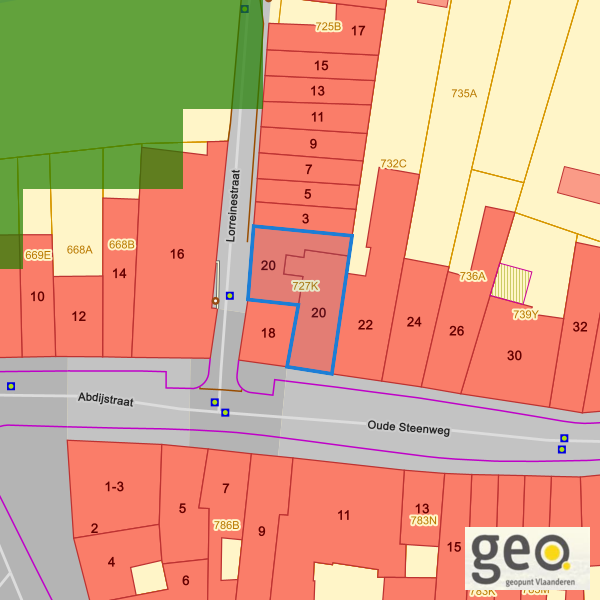 725B
17
15
13
11
9
7
5
3
735A
732C
Lorreinestraat
669E
668A
668B
16
14
10
12
20
727K
20
18
22
24
26
736A
739Y
30
32
Abdijstraat
Oude Steenweg
1-3
2
4
5
6
7
786B
9
11
13
783N
15
geo
geopunt Vlaanderen